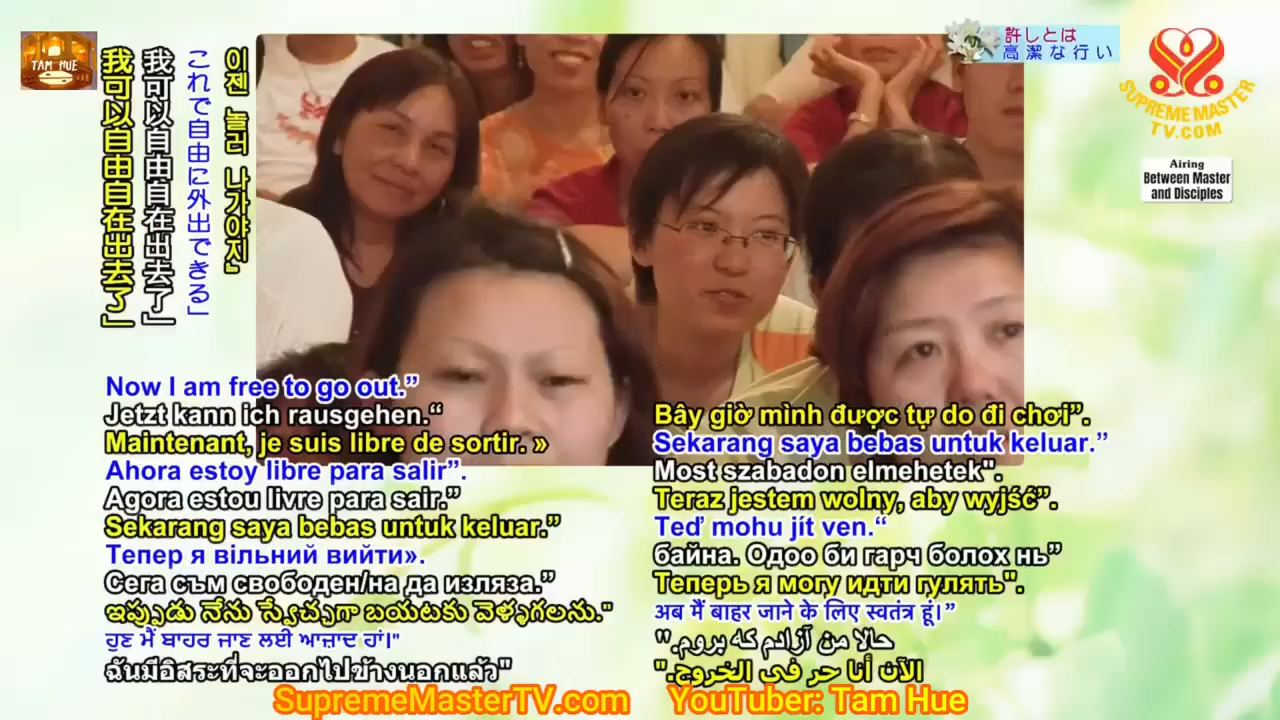 TAM HUE
이젠 놀러 나가야지」
これで自由に外出できる」
我可以自由自在出去了」
我可以自由自在出去了」
許しとは
高潔な行い
SUPREME MASTER
TV.COM
Airing
Between Master
and Disciples
Now I am free to go out.”
Jetzt kann ich rausgehen.“
Maintenant, je suis libre de sortir. »
Ahora estoy libre para salir”.
Agora estou livre para sair.”
Sekarang saya bebas untuk keluar.”
Тепер я вільний вийти».
Сега съм свободен/на да изляза.”
ఇప్పుడు నేను స్వేచ్ఛగా బయటకు వెళ్ళగలను."
ਹੁਣ ਮੈਂ ਬਾਹਰ ਜਾਣ ਲਈ ਆਜ਼ਾਦ ਹਾਂ।"
ฉันมีอิสระที่จะออกไปข้างนอกแล้ว"
Bây giờ mình được tự do đi chơi”.
Sekarang saya bebas untuk keluar.”
Most szabadon elmehetek".
Teraz jestem wolny, aby wyjść”.
Teď mohu jít ven.“
байна. Одоо би гарч болох нь”
Теперь я могу идти гулять".
अब मैं बाहर जाने के लिए स्वतंत्र हूं।”
حالا من آزادم که بروم."
الآن أنا حر في الخروج."
SupremeMasterTV.com
YouTuber: Tam Hue